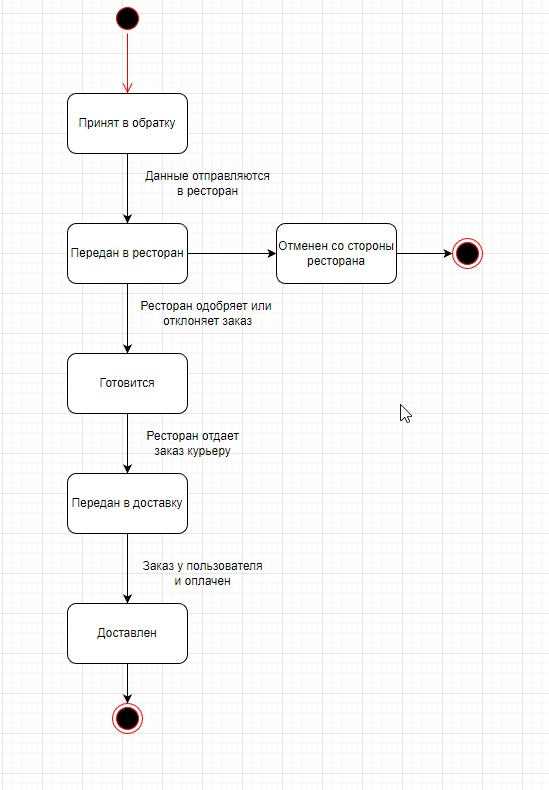 Принят в обратку
Данные отправляются
в ресторан
Передан в ресторан
Отменен со стороны
ресторана
Ресторан одобряет или
отклоняет заказ
Готовится
Ресторан отдает
заказ курьеру
Передан в доставку
Заказ у пользователя
и оплачен
Доставлен